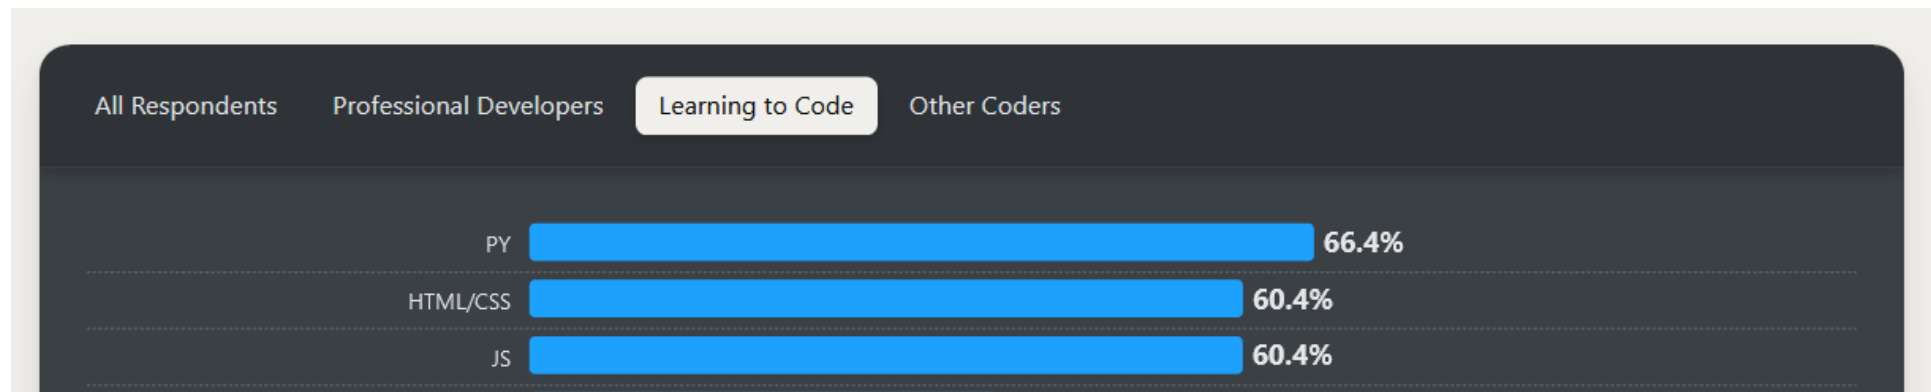 All Respondents Professional Developers Learning to Code Other Coders
PY 66.4%
HTML/CSS 60.4%
JS 60.4%